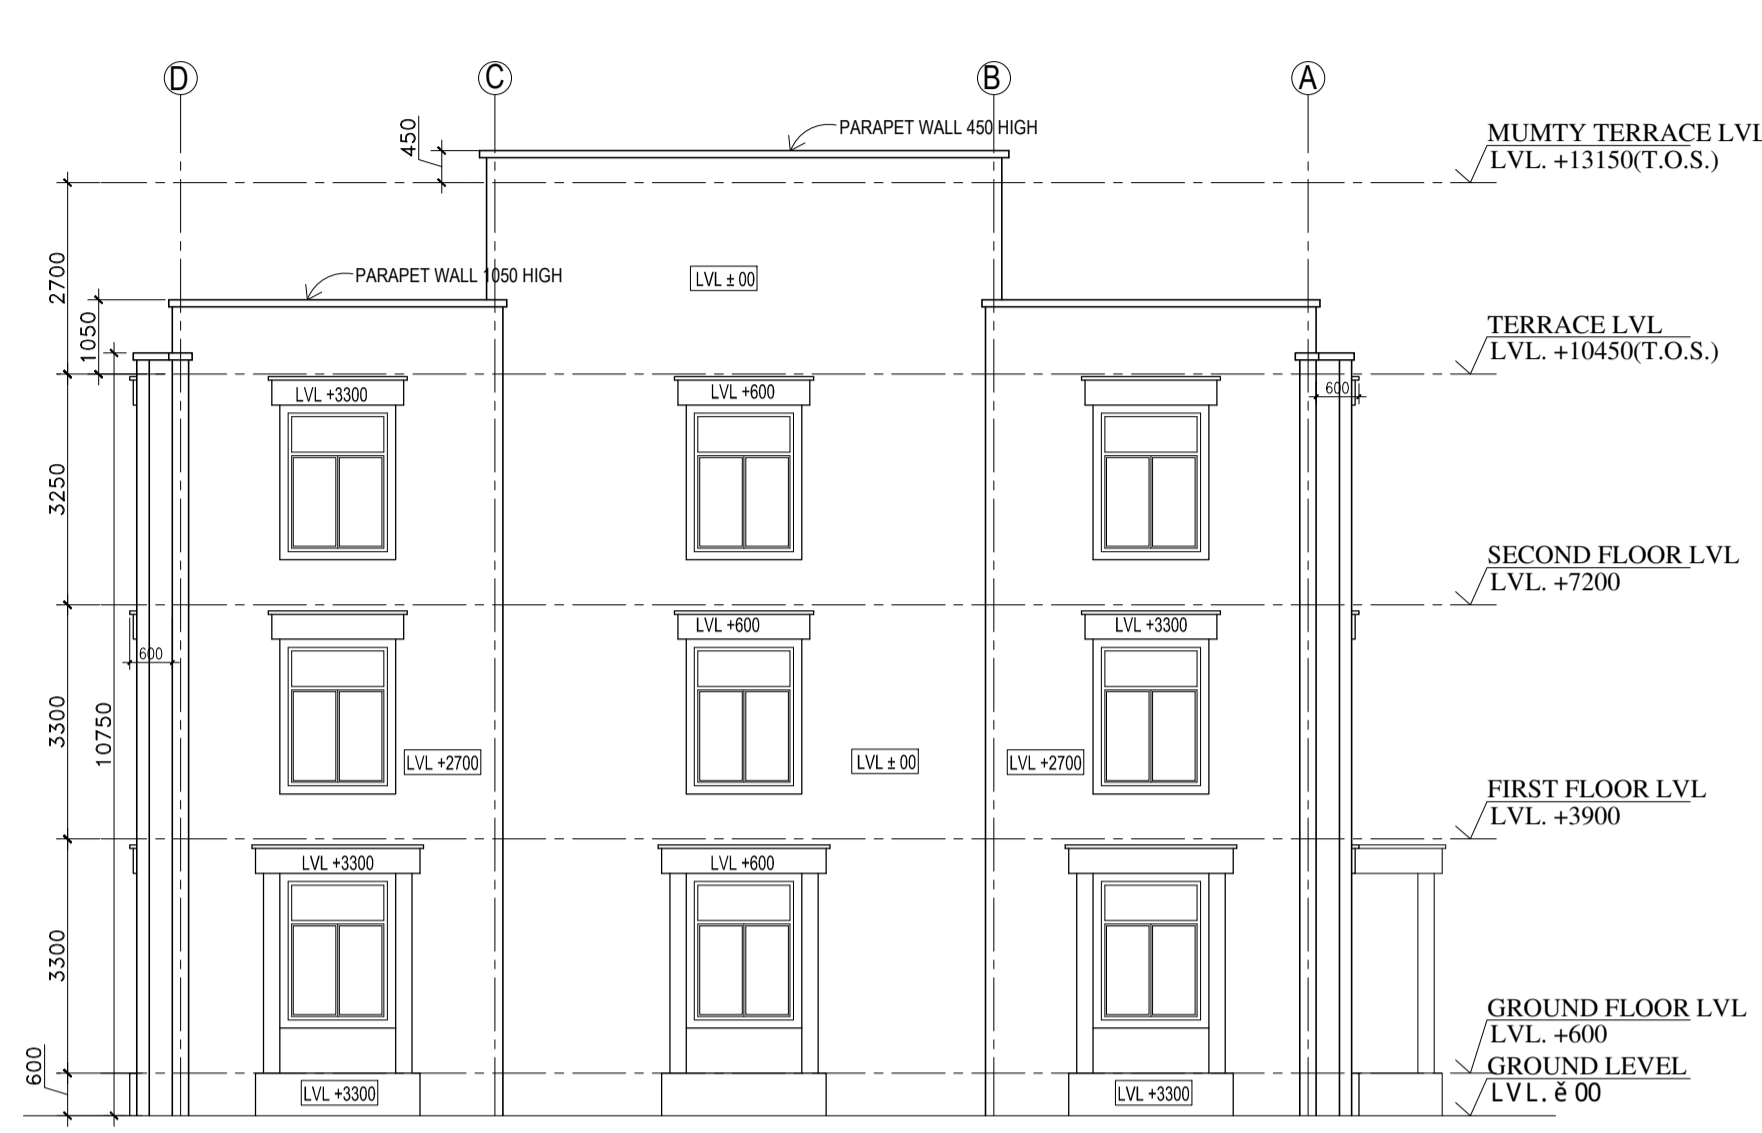 D
C
B
A
450
PARAPET WALL 450 HIGH
MUMTY TERRACE LVL
LVL. +13150(T.O.S.)
2700
PARAPET WALL 1050 HIGH
LVL ± 00
1050
TERRACE LVL
LVL. +10450(T.O.S.)
LVL +3300
LVL +600
600
3250
SECOND FLOOR LVL
LVL. +7200
LVL +600
LVL +3300
600
3300
10750
LVL +2700
LVL ± 00
LVL +2700
FIRST FLOOR LVL
LVL. +3900
LVL +3300
LVL +600
3300
GROUND FLOOR LVL
LVL. +600
600
GROUND LEVEL
LVL. ě 00
LVL +3300
LVL +3300